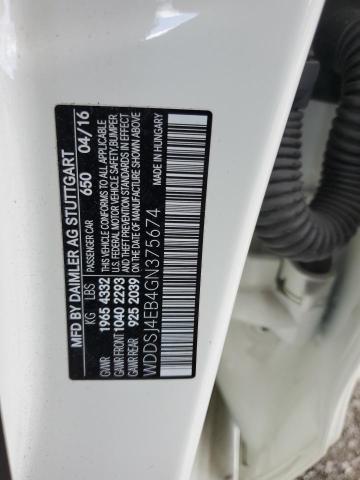 MFD BY DAIMLER AG STUTTGART
PASSENGER CAR 650 04/16
KG LBS THIS VEHICLE CONFORMS TO ALL APPLICABLE
GVWR 1965 4332 U.S. FEDERAL MOTOR VEHICLE SAFETY, BUMPER
GAWR FRONT 1040 2293 AND THEFT PREVENTION STANDARDS IN EFFECT
GAWR REAR 925 2039 ON THE DATE OF MANUFACTURE SHOWN ABOVE
MADE IN HUNGARY
WDDSJ4EB4GN375674